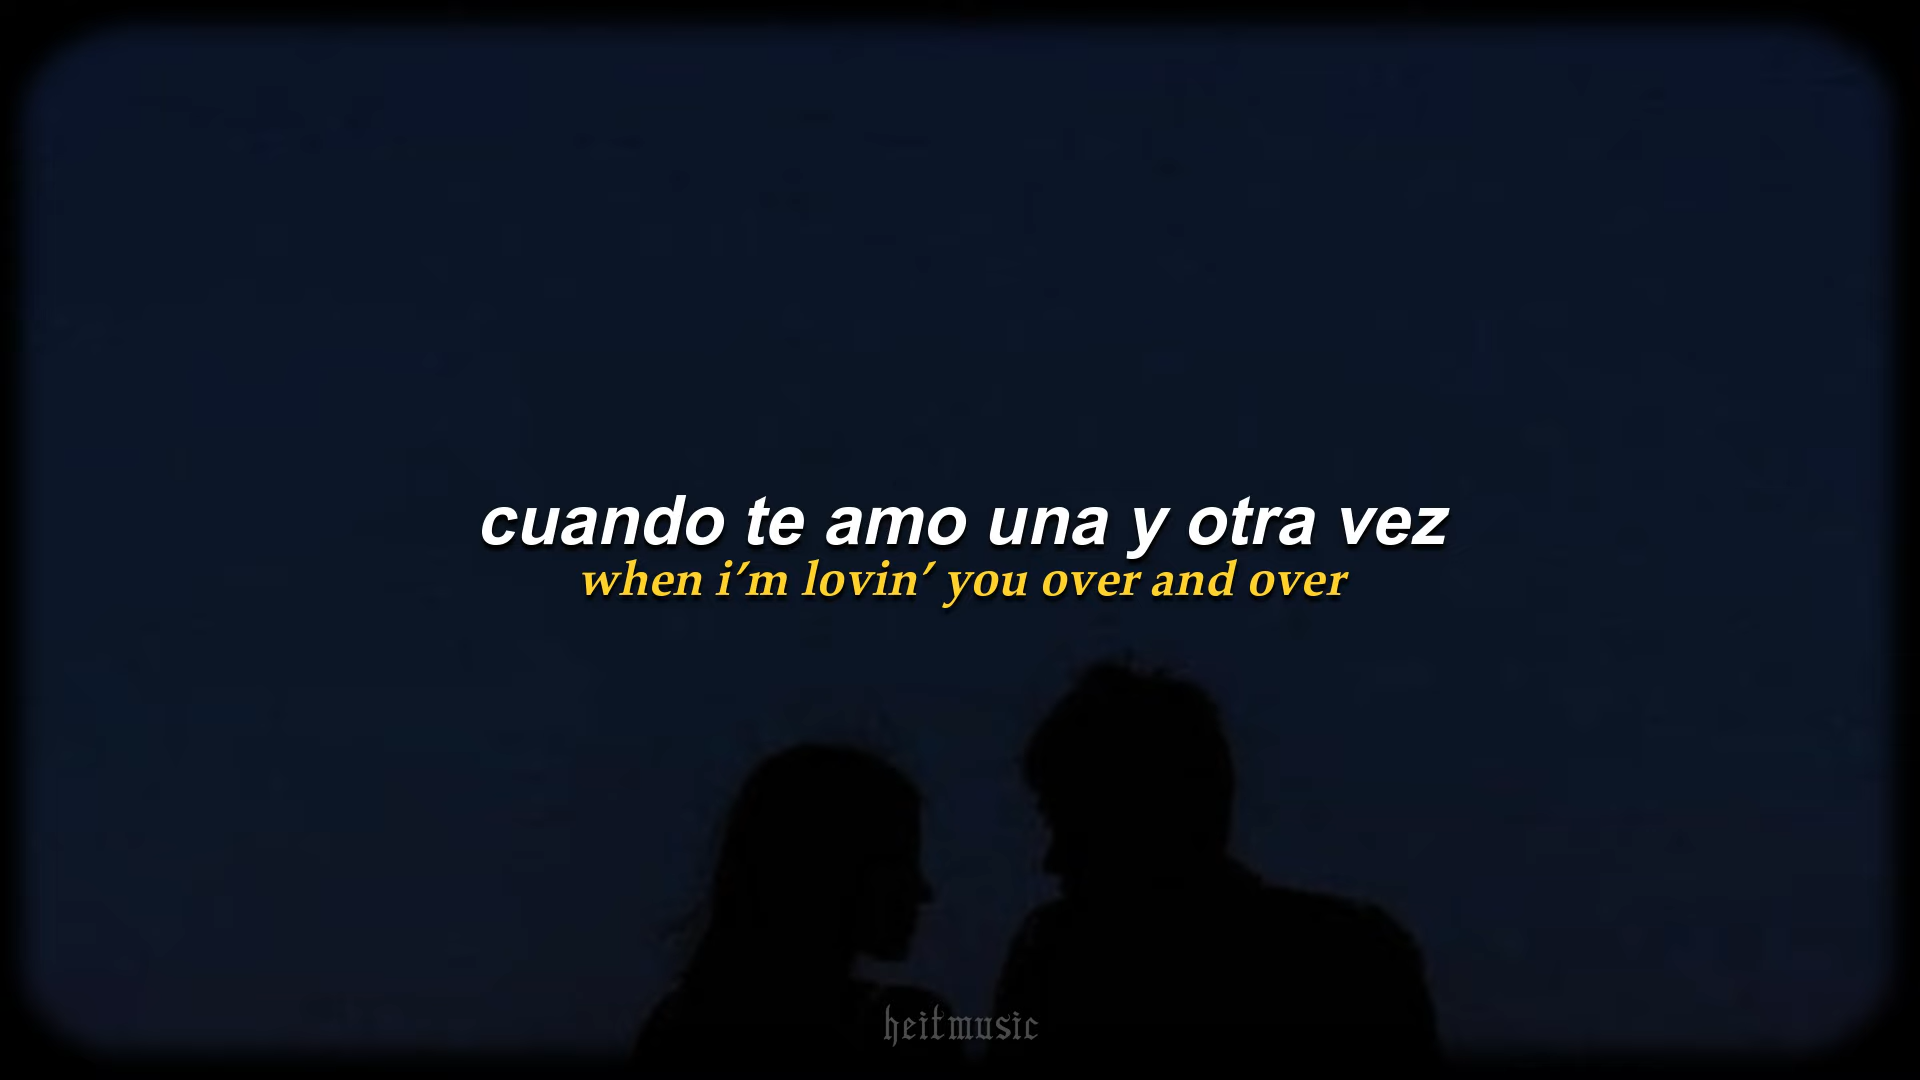 cuando te amo una y otra vez
when i'm lovin' you over and over
heitmusic